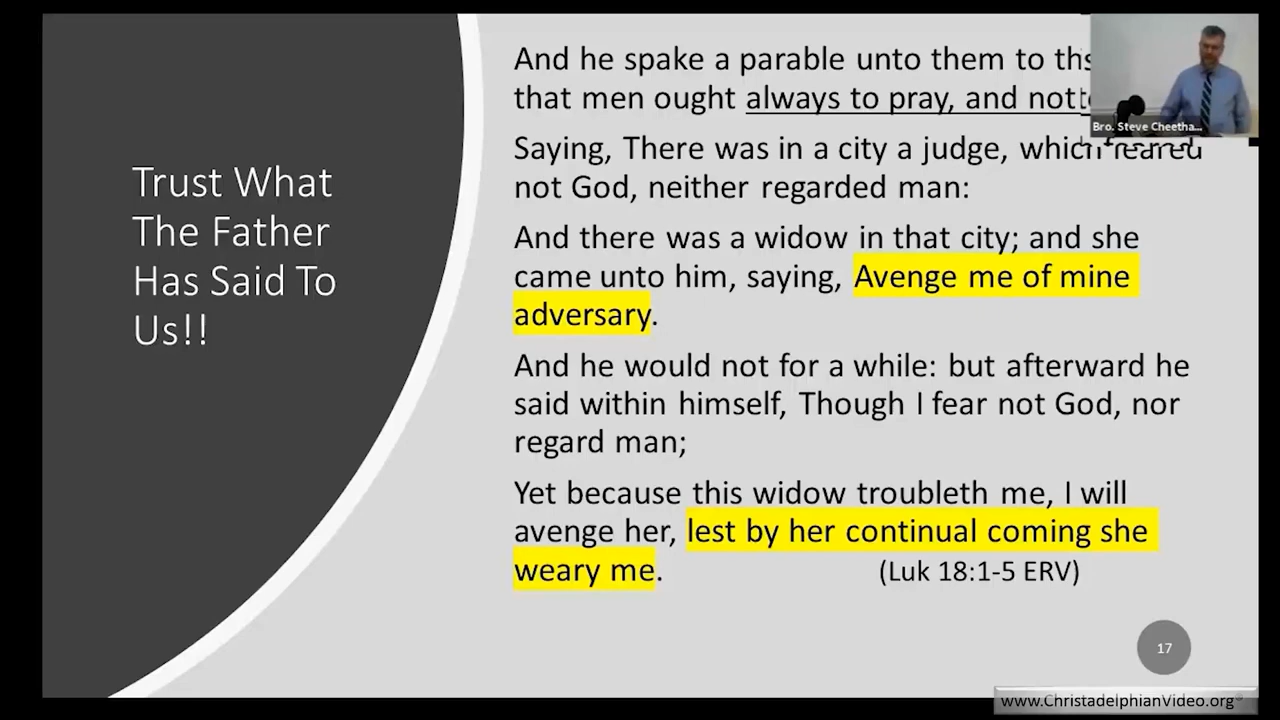 Trust What
The Father
Has Said To
Us!!
And he spake a parable unto them to
that men ought always to pray, and not
Saying, There was in a city a judge, which feared
not God, neither regarded man:
And there was a widow in that city; and she
came unto him, saying, Avenge me of mine
adversary.
And he would not for a while: but afterward he
said within himself, Though I fear not God, nor
regard man;
Yet because this widow troubleth me, I will
avenge her, lest by her continual coming she
weary me. (Luk 18:1-5 ERV)
Bro. Steve Cheetha...
17
www.ChristadelphianVideo.org®